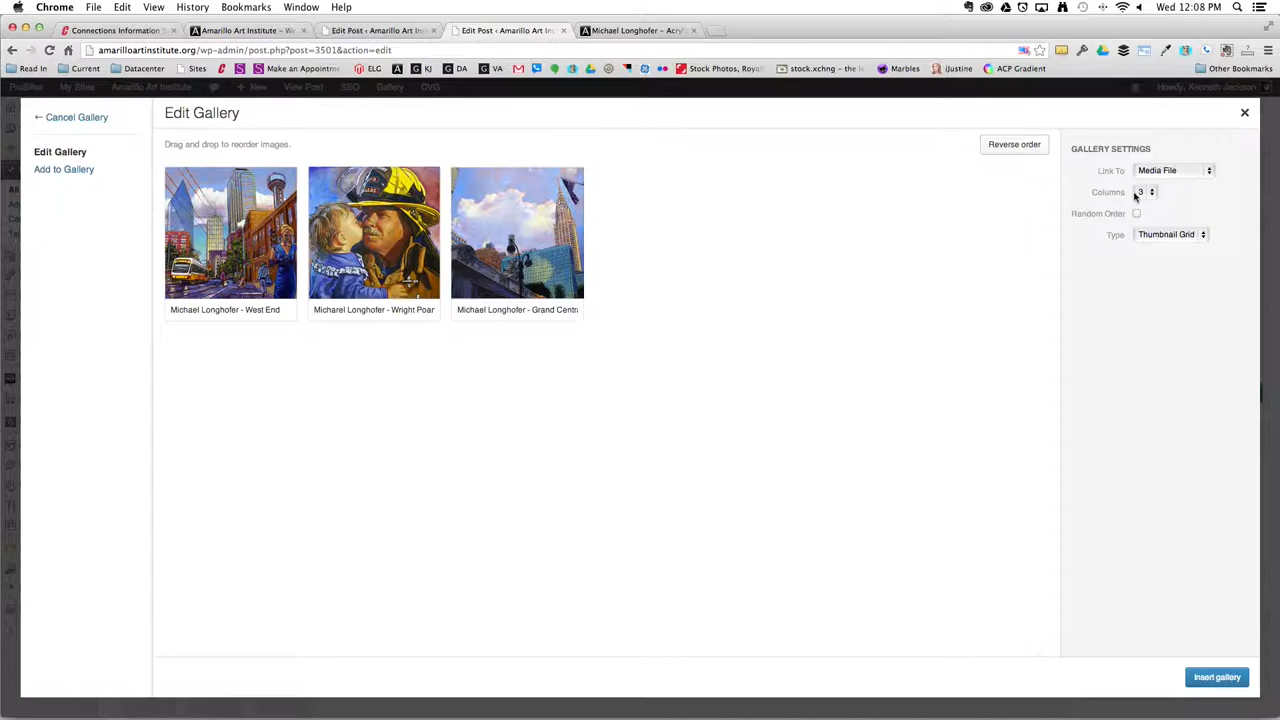 Chrome File Edit View History Bookmarks Window Help Wed 12:08 PM
Connections Information Edit Post ‹ Amarillo Art Ins Edit Post ‹ Amarillo Art Ins Michael Longhofer – Acryl
Amarillo Art Institute – We
amarilloartinstitute.org/wp-admin/post.php?post=3501&action=edit
Read In Current Datacenter Sites Make an Appointme ELG KJ DA VA Stock Photos, Royal stock.xchng – the le Marbles iJustine ACP Gradient Other Bookmarks
ProSites My Sites Amarillo Art Institute New View Post SEO Gallery CVG Howdy, Kenneth Jackson
← Cancel Gallery
Edit Gallery
Add to Gallery
Edit Gallery
Drag and drop to reorder images.
Reverse order
Michael Longhofer - West End
Micharel Longhofer - Wright Poar
Michael Longhofer - Grand Centra
GALLERY SETTINGS
Link To Media File
Columns 3
Random Order
Type Thumbnail Grid
Insert gallery